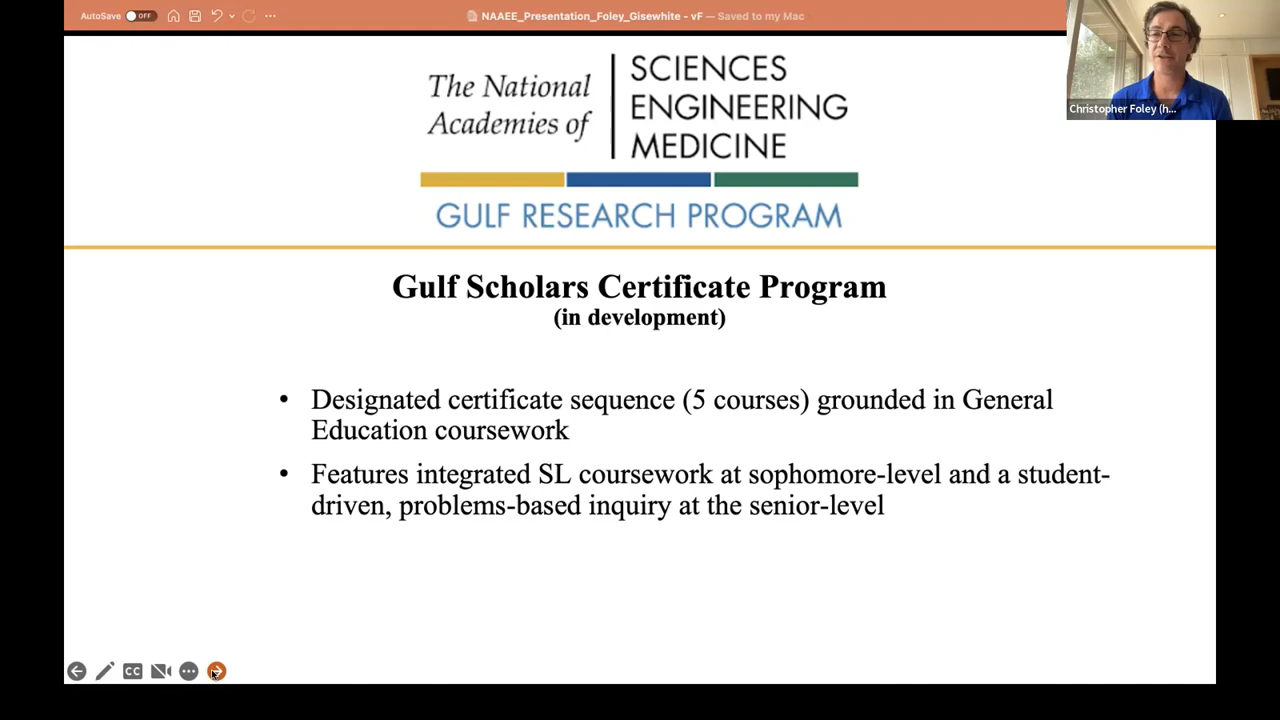 AutoSave OFF
NAAEE_Presentation_Foley_Gisewhite - vF — Saved to my Mac
The National
Academies of
SCIENCES
ENGINEERING
MEDICINE
GULF RESEARCH PROGRAM
Christopher Foley (h...
Gulf Scholars Certificate Program
(in development)
• Designated certificate sequence (5 courses) grounded in General
Education coursework
• Features integrated SL coursework at sophomore-level and a student-
driven, problems-based inquiry at the senior-level
CC